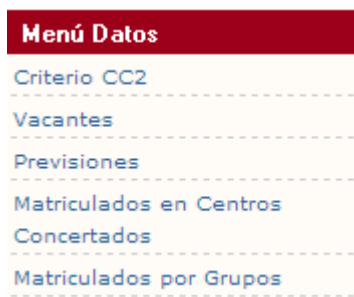 Menú Datos
Criterio CC2
Vacantes
Previsiones
Matriculados en Centros
Concertados
Matriculados por Grupos